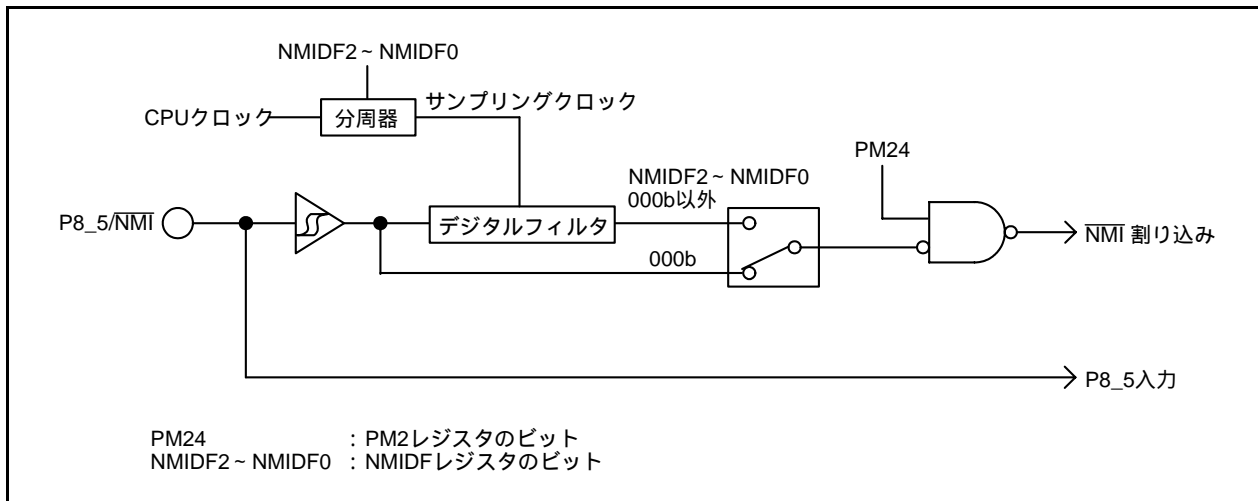 NMIDF2 ~ NMIDF0
CPUクロック
分周器
サンプリングクロック
PM24
NMIDF2 ~ NMIDF0
000b以外
P8_5/NMI
デジタルフィルタ
000b
NMI 割り込み
P8_5入力
PM24 : PM2レジスタのビット
NMIDF2 ~ NMIDF0 : NMIDFレジスタのビット